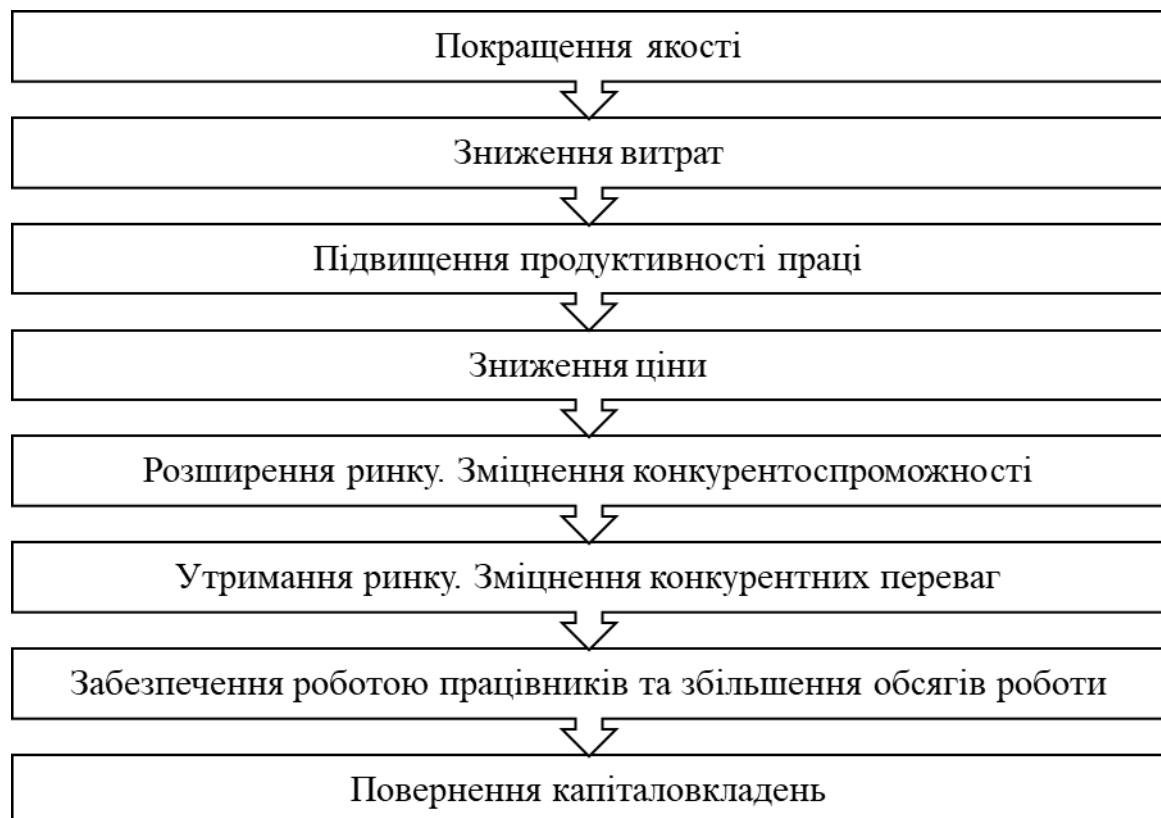 Покращення якості
Зниження витрат
Підвищення продуктивності праці
Зниження ціни
Розширення ринку. Зміцнення конкурентоспроможності
Утримання ринку. Зміцнення конкурентних переваг
Забезпечення роботою працівників та збільшення обсягів роботи
Повернення капіталовкладень